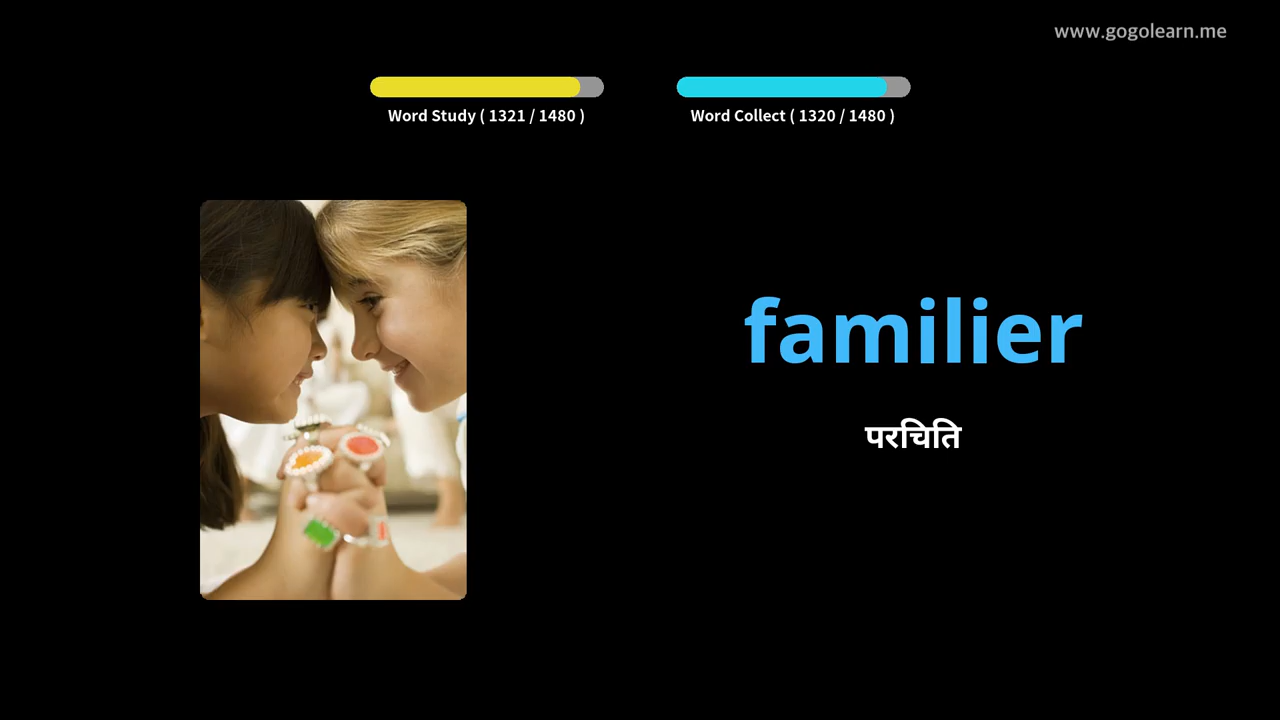 www.gogolearn.me
Word Study ( 1321 / 1480 )
Word Collect ( 1320 / 1480 )
familier
परचिति